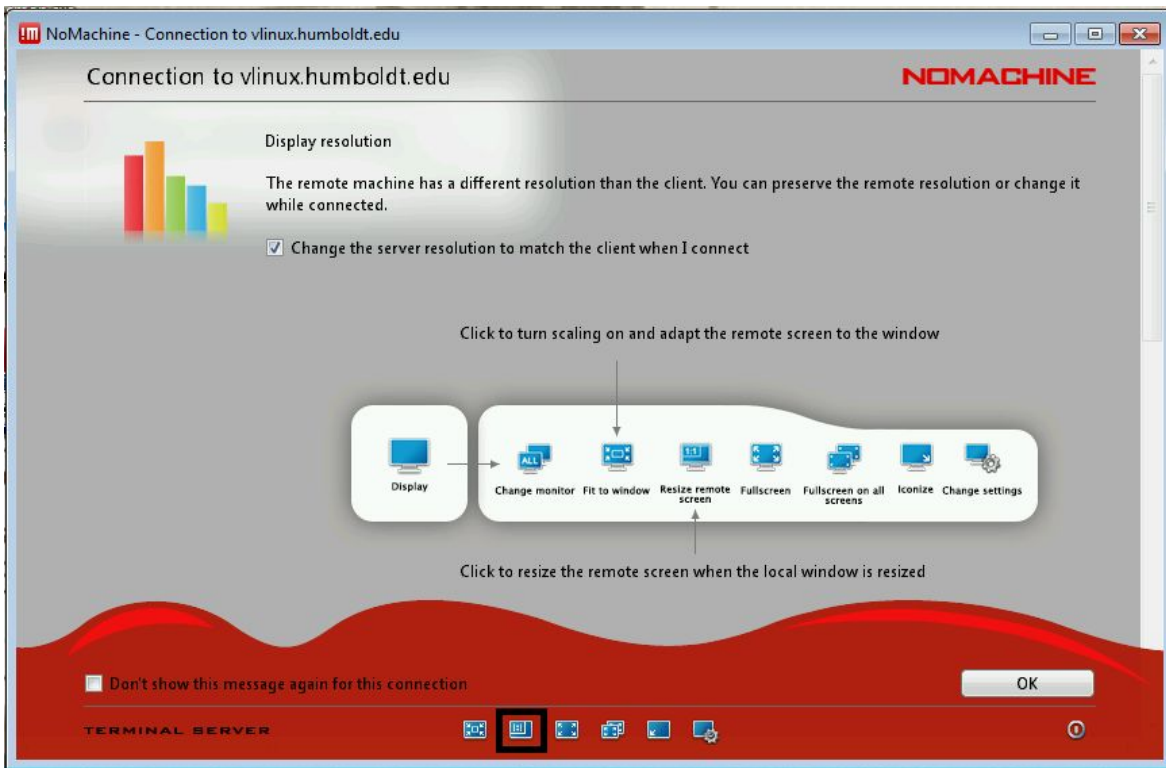 NoMachine - Connection to vlinux.humboldt.edu
Connection to vlinux.humboldt.edu
NOMACHINE
Display resolution
The remote machine has a different resolution than the client. You can preserve the remote resolution or change it
while connected.
Change the server resolution to match the client when I connect
Click to turn scaling on and adapt the remote screen to the window
ALL
1:1
Display
Change monitor
Fit to window
Resize remote
screen
Fullscreen
Fullscreen on all
screens
Iconize
Change settings
Click to resize the remote screen when the local window is resized
Don't show this message again for this connection
OK
TERMINAL SERVER